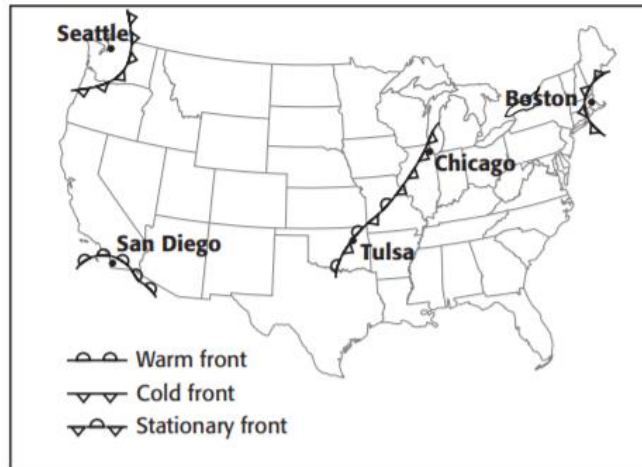 Seattle
Boston
Chicago
San Diego
Tulsa
Warm front
Cold front
Stationary front